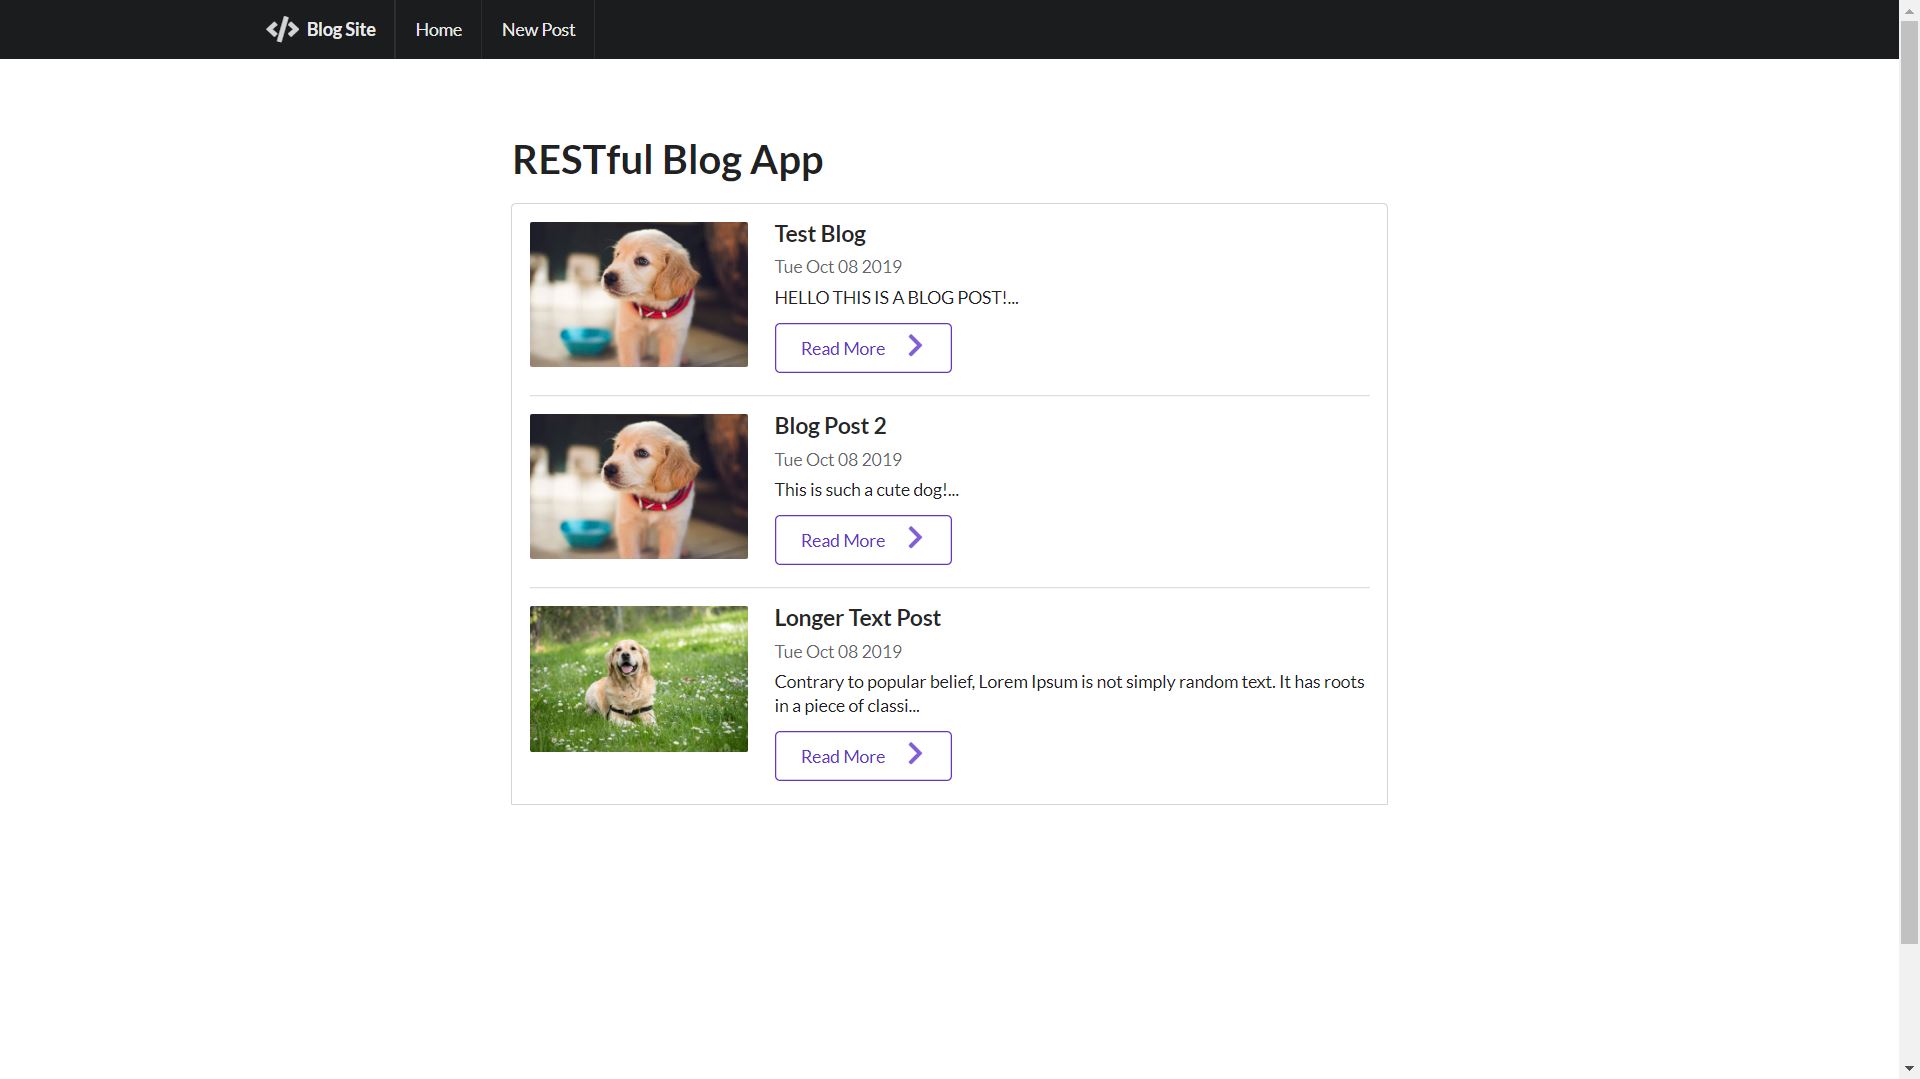 Blog Site
Home
New Post
RESTful Blog App
Test Blog
Tue Oct 08 2019
HELLO THIS IS A BLOG POST!...
Read More
Blog Post 2
Tue Oct 08 2019
This is such a cute dog!...
Read More
Longer Text Post
Tue Oct 08 2019
Contrary to popular belief, Lorem Ipsum is not simply random text. It has roots
in a piece of classi...
Read More